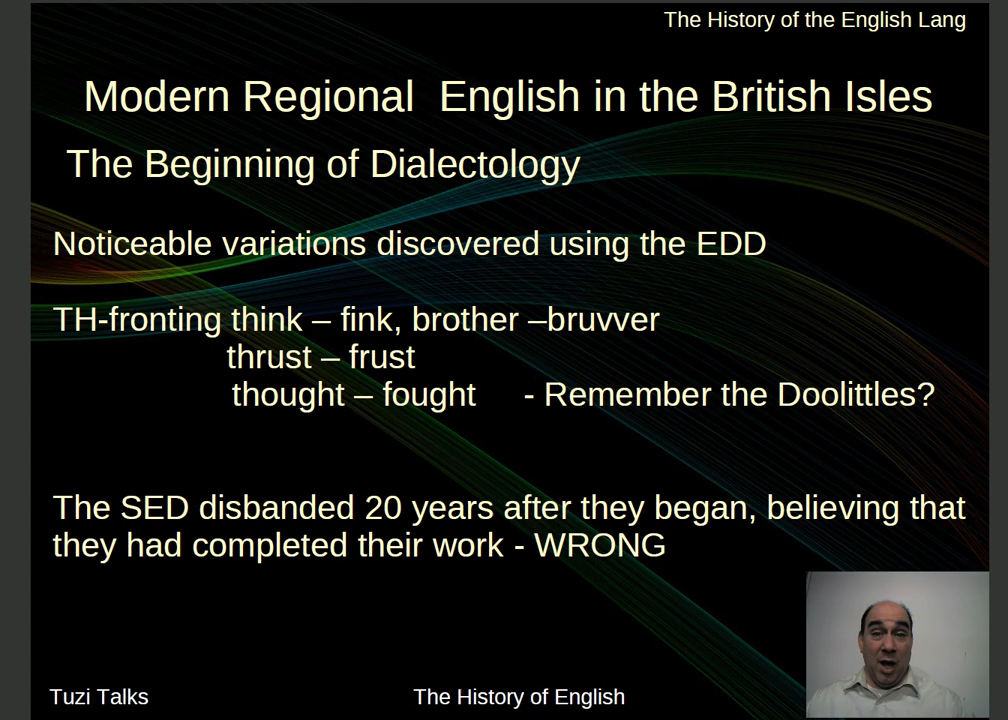 The History of the English Lang
Modern Regional  English in the British Isles
The Beginning of Dialectology
Noticeable variations discovered using the EDD
TH-fronting think – fink, brother –bruvver
thrust – frust
thought – fought - Remember the Doolittles?
The SED disbanded 20 years after they began, believing that
they had completed their work - WRONG
Tuzi Talks
The History of English